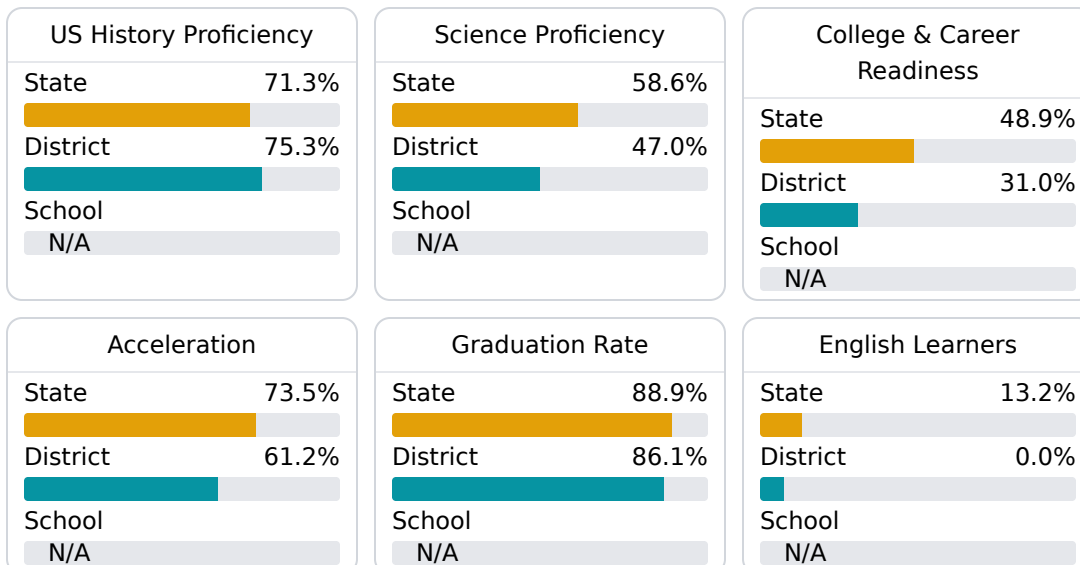 US History Proficiency
State 71.3%
District 75.3%
School
N/A
Science Proficiency
State 58.6%
District 47.0%
School
N/A
College & Career
Readiness
State 48.9%
District 31.0%
School
N/A
Acceleration
State 73.5%
District 61.2%
School
N/A
Graduation Rate
State 88.9%
District 86.1%
School
N/A
English Learners
State 13.2%
District 0.0%
School
N/A